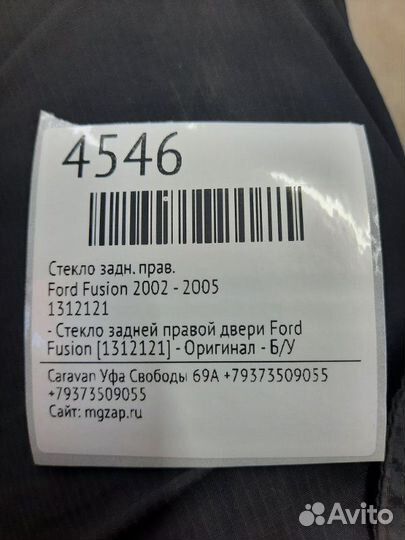 4546
Стекло задн. прав.
Ford Fusion 2002 - 2005
1312121
- Стекло задней правой двери Ford
Fusion [1312121] - Оригинал - Б/У
Caravan Уфа Свободы 69А +79373509055
+79373509055
Сайт: mgzap.ru
Avito